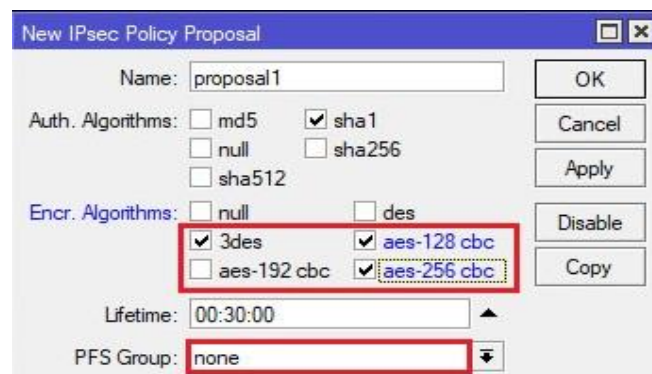 New IPsec Policy Proposal
Name: proposal1
OK
Auth. Algorithms: md5 sha1
Cancel
null sha256
sha512
Apply
Encr. Algorithms: null des
Disable
3des aes-128 cbc
aes-192 cbc aes-256 cbc
Copy
Lifetime: 00:30:00
PFS Group: none